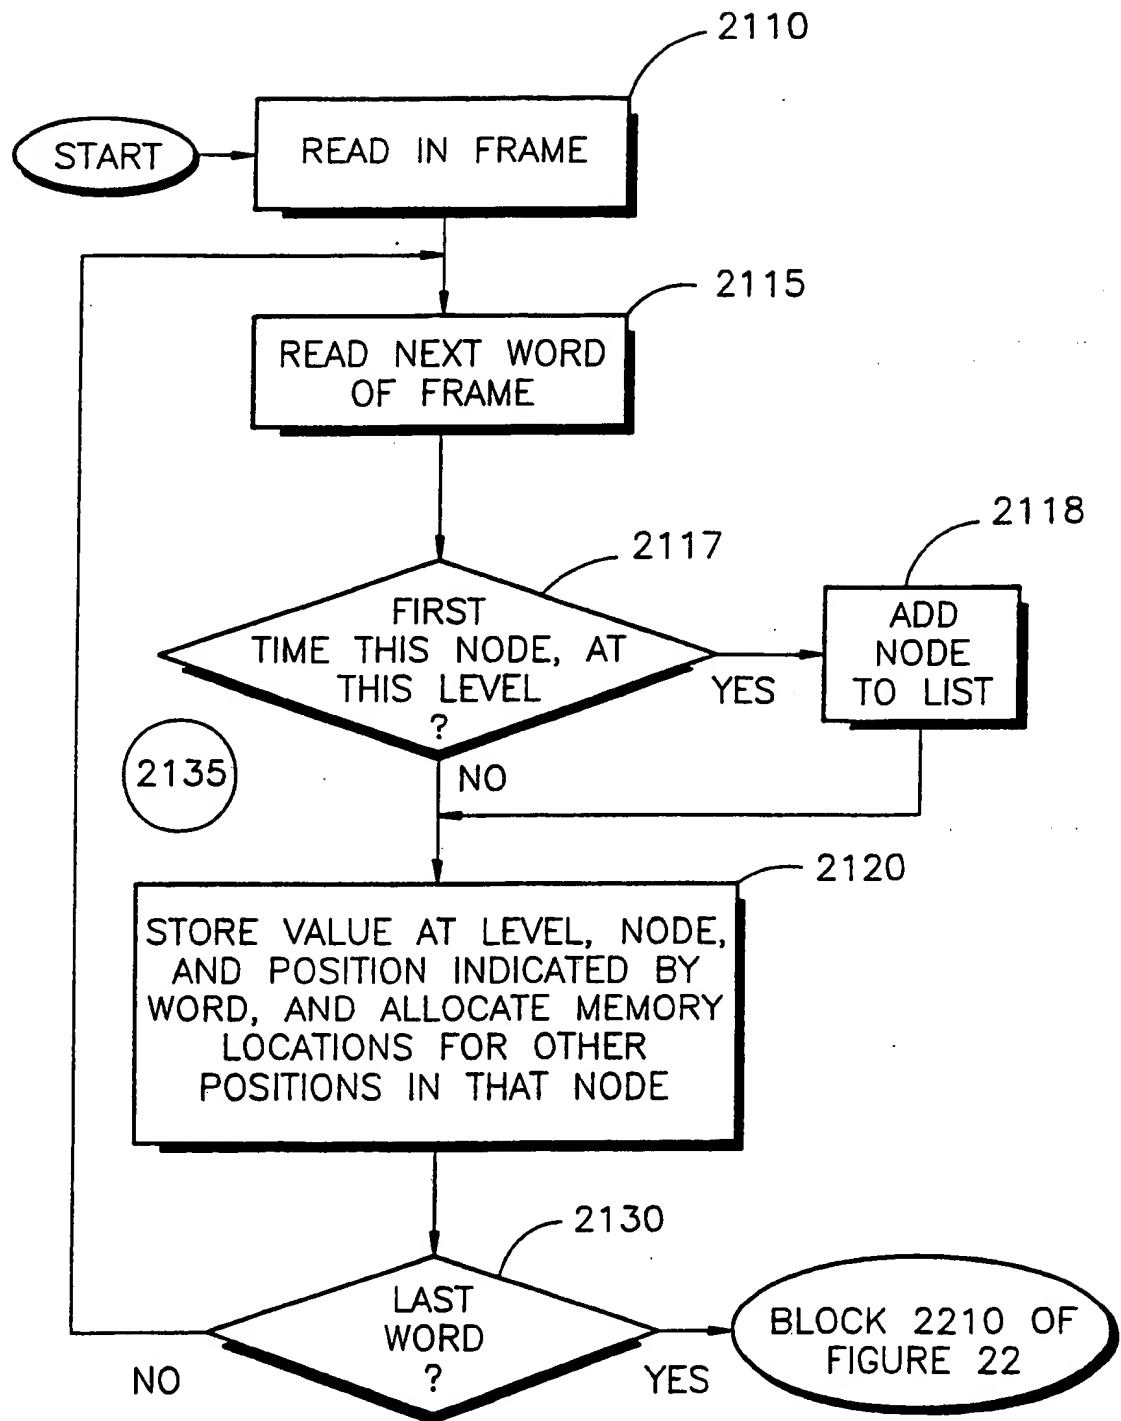 2110
START
READ IN FRAME
2115
READ NEXT WORD
OF FRAME
2117
2118
FIRST
TIME THIS NODE, AT
THIS LEVEL
?
YES
ADD
NODE
TO LIST
2135
NO
2120
STORE VALUE AT LEVEL, NODE,
AND POSITION INDICATED BY
WORD, AND ALLOCATE MEMORY
LOCATIONS FOR OTHER
POSITIONS IN THAT NODE
2130
LAST
WORD
?
NO
YES
BLOCK 2210 OF
FIGURE 22